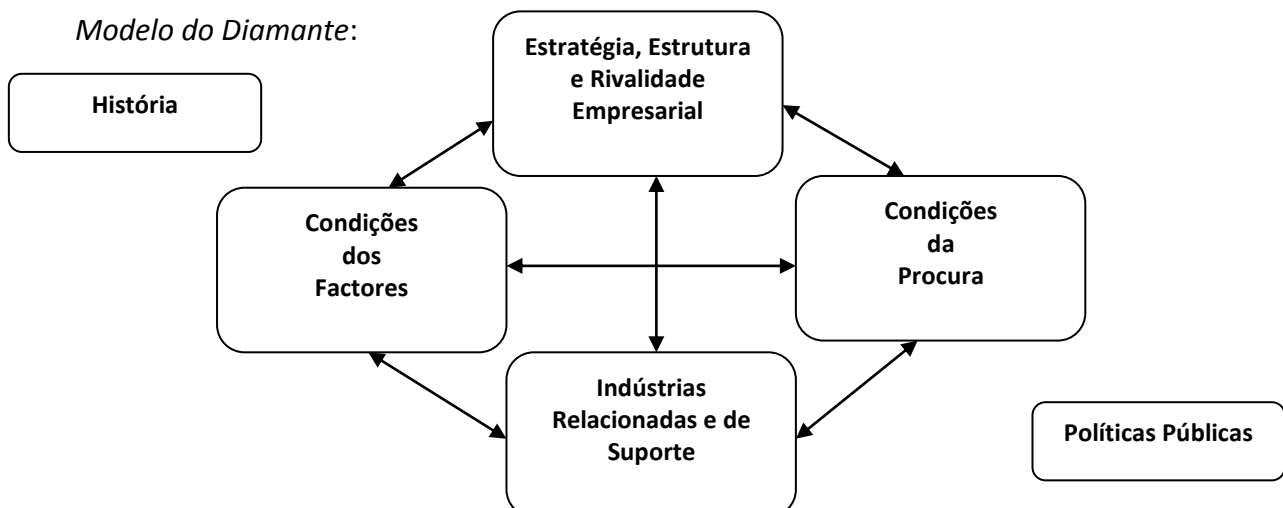 Modelo do Diamante:
Estratégia, Estrutura
e Rivalidade
Empresarial
História
Condições
dos
Factores
Condições
da
Procura
Indústrias
Relacionadas e de
Suporte
Políticas Públicas